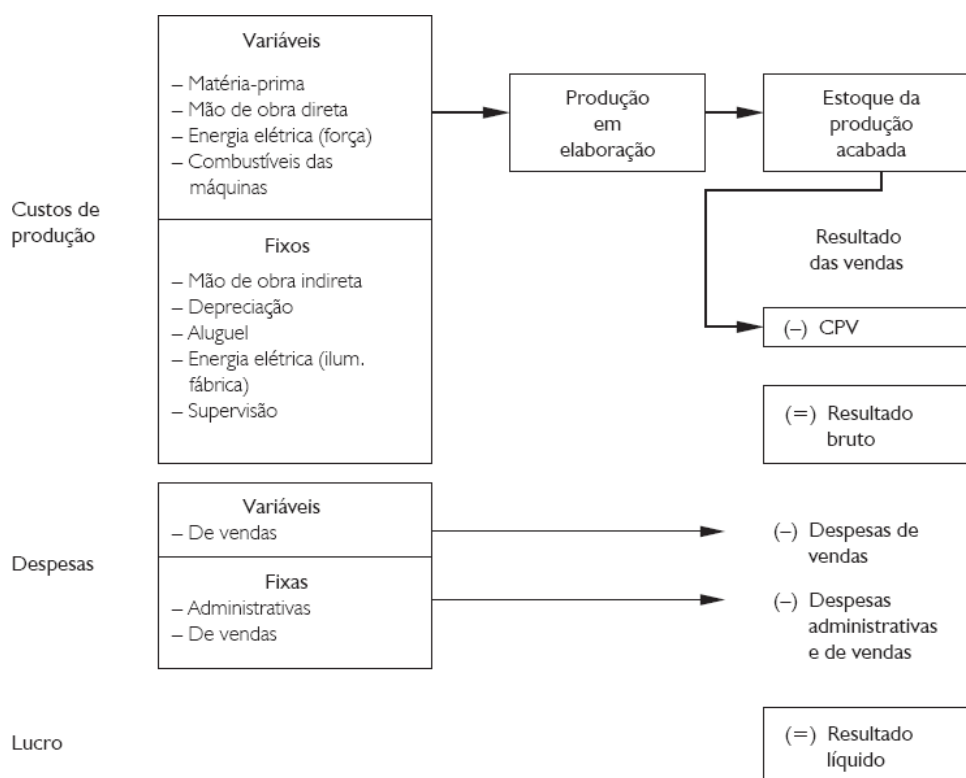 Variáveis
– Matéria-prima
– Mão de obra direta
– Energia elétrica (força)
– Combustíveis das
máquinas
Produção
em
elaboração
Estoque da
produção
acabada
Custos de
produção
Fixos
– Mão de obra indireta
– Depreciação
– Aluguel
– Energia elétrica (ilum.
fábrica)
– Supervisão
Resultado
das vendas
(–) CPV
(=) Resultado
bruto
Despesas
Variáveis
– De vendas
Fixas
– Administrativas
– De vendas
(–) Despesas de
vendas
(–) Despesas
administrativas
e de vendas
Lucro
(=) Resultado
líquido